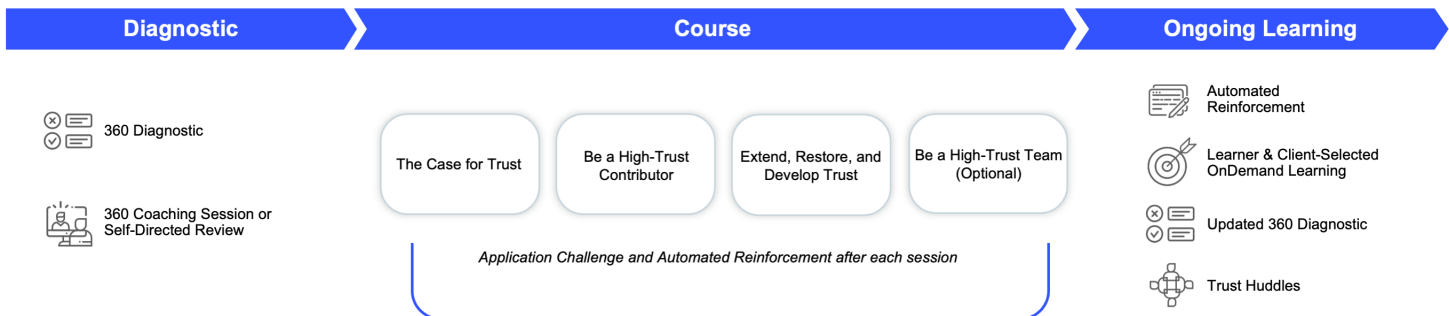 Diagnostic
Course
Ongoing Learning
360 Diagnostic
360 Coaching Session or
Self-Directed Review
The Case for Trust
Be a High-Trust
Contributor
Extend, Restore, and
Develop Trust
Be a High-Trust Team
(Optional)
Application Challenge and Automated Reinforcement after each session
Automated
Reinforcement
Learner & Client-Selected
OnDemand Learning
Updated 360 Diagnostic
Trust Huddles